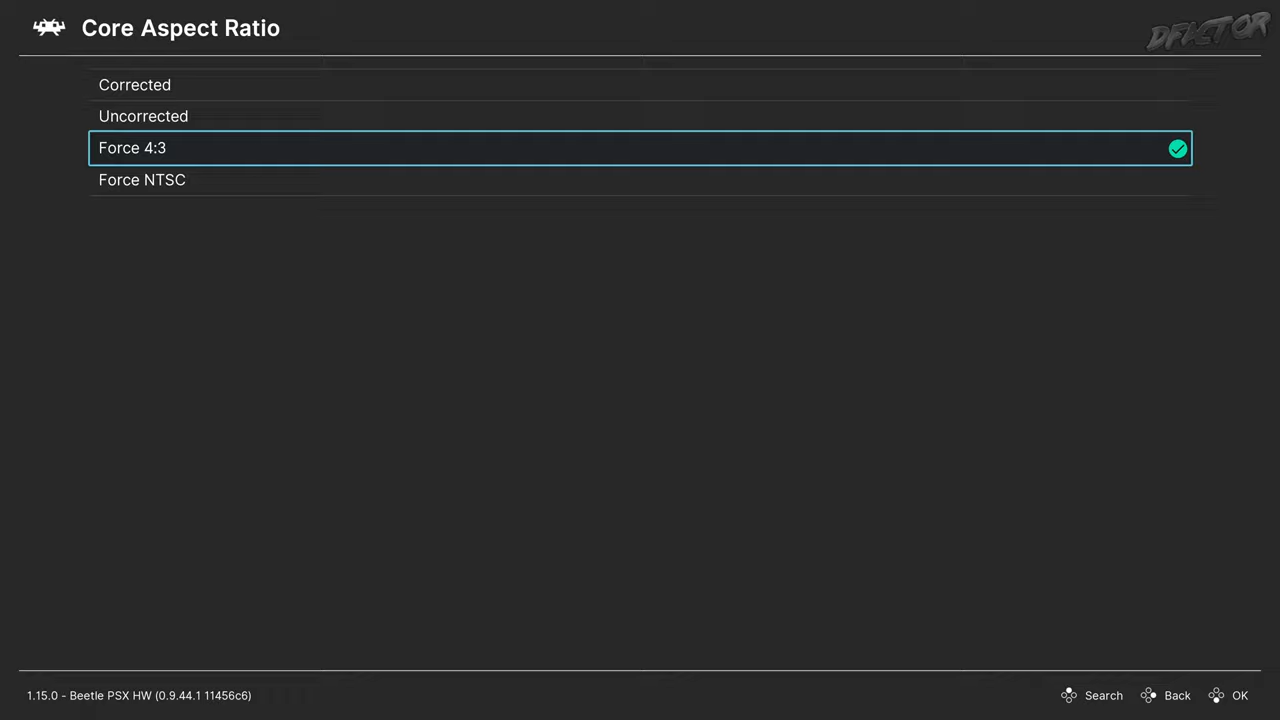 Core Aspect Ratio
DFACTOR
Corrected
Uncorrected
Force 4:3
Force NTSC
1.15.0 - Beetle PSX HW (0.9.44.1 11456c6)
Search Back OK